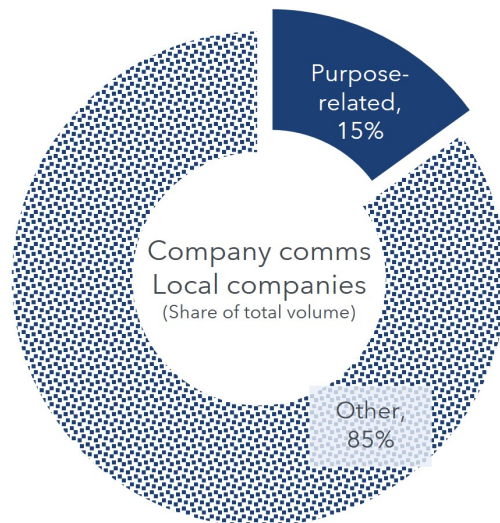 Purpose-
related,
15%
Company comms
Local companies
(Share of total volume)
Other,
85%